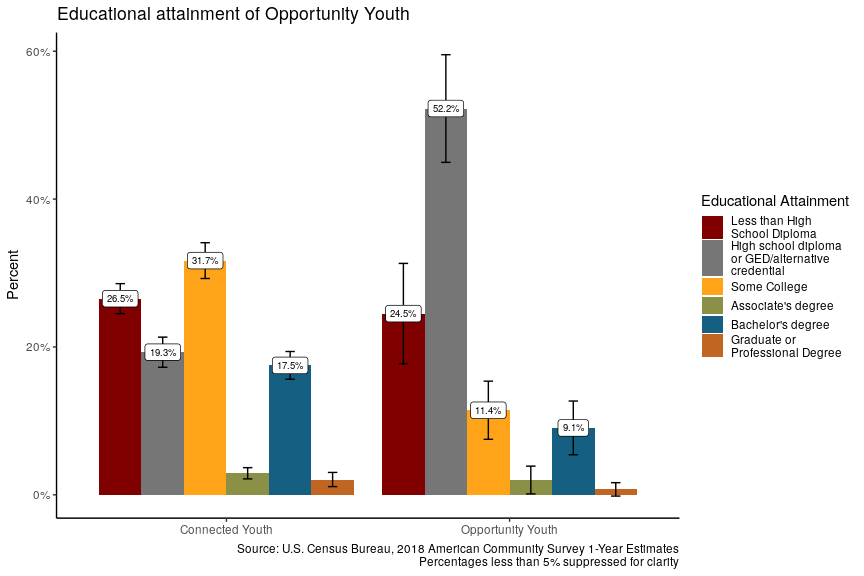 Educational attainment of Opportunity Youth
Percent
60%
40%
20%
0%
26.5%
19.3%
31.7%
17.5%
24.5%
52.2%
11.4%
9.1%
Connected Youth
Opportunity Youth
Educational Attainment
Less than High
School Diploma
High school diploma
or GED/alternative
credential
Some College
Associate's degree
Bachelor's degree
Graduate or
Professional Degree
Source: U.S. Census Bureau, 2018 American Community Survey 1-Year Estimates
Percentages less than 5% suppressed for clarity